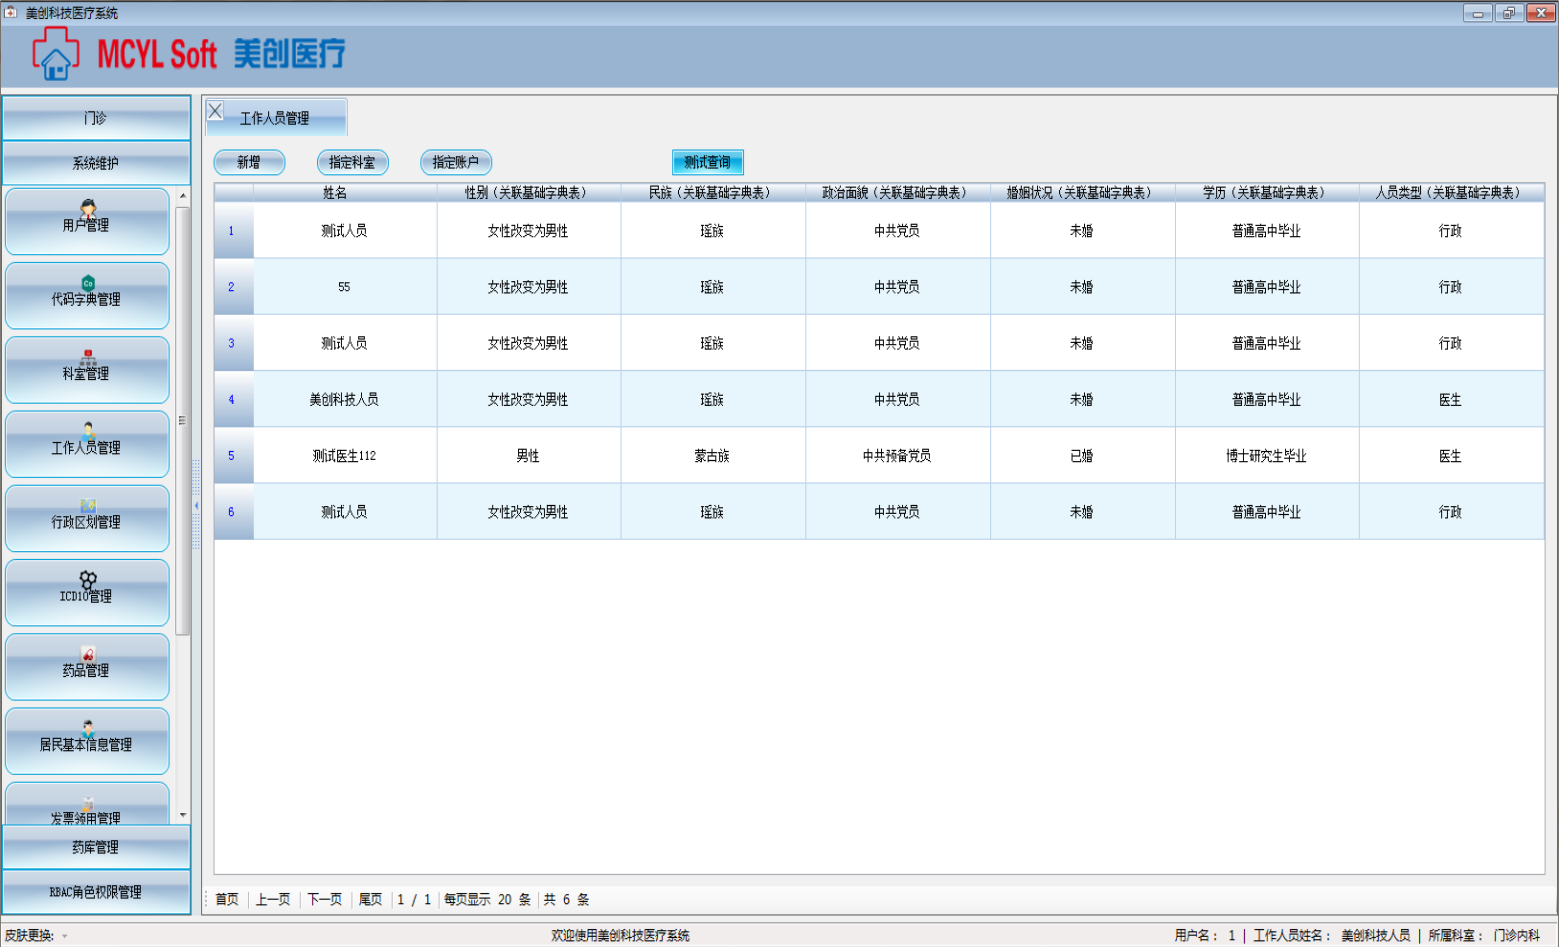 美创科技医疗系统
MCYL Soft 美创医疗
门诊
系统维护
用户管理
代码字典管理
科室管理
工作人员管理
行政区划管理
ICD10管理
药品管理
居民基本信息管理
发票领用管理
药库管理
RBAC角色权限管理
工作人员管理
新增 指定科室 指定账户 测试查询
姓名 性别(关联基础字典表) 民族(关联基础字典表) 政治面貌(关联基础字典表) 婚姻状况(关联基础字典表) 学历(关联基础字典表) 人员类型(关联基础字典表)
1 测试人员 女性改变为男性 瑶族 中共党员 未婚 普通高中毕业 行政
2 55 女性改变为男性 瑶族 中共党员 未婚 普通高中毕业 行政
3 测试人员 女性改变为男性 瑶族 中共党员 未婚 普通高中毕业 行政
4 美创科技人员 女性改变为男性 瑶族 中共党员 未婚 普通高中毕业 医生
5 测试医生112 男性 蒙古族 中共预备党员 已婚 博士研究生毕业 医生
6 测试人员 女性改变为男性 瑶族 中共党员 未婚 普通高中毕业 行政
首页 上一页 下一页 尾页 1 / 1 每页显示 20 条 共 6 条
皮肤更换: 欢迎使用美创科技医疗系统 用户名: 1 | 工作人员姓名: 美创科技人员 | 所属科室: 门诊内科